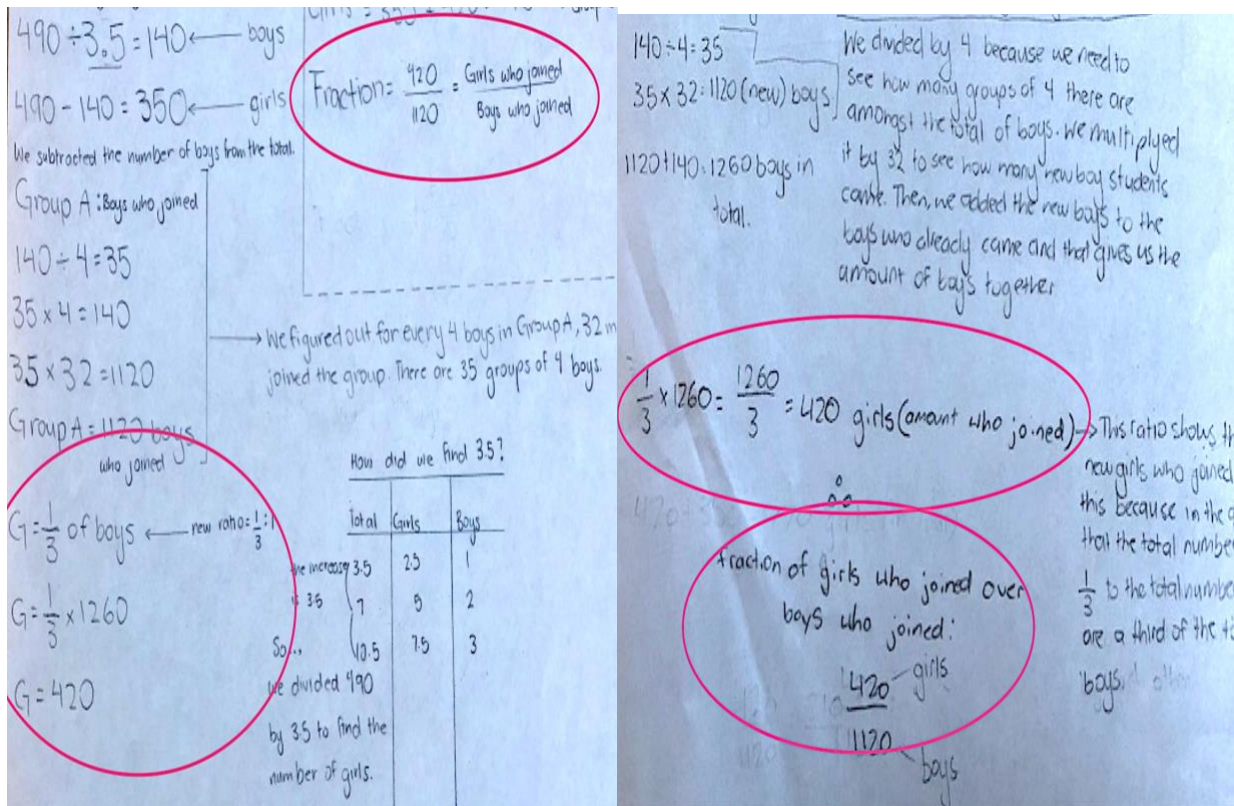 490 ÷ 3.5 = 140 ← boys
490 - 140 = 350 ← girls
We subtracted the number of boys from the total.
Group A: Boys who joined
140 ÷ 4 = 35
35 x 4 = 140
35 x 32 = 1120
Group A = 1120 boys
who joined
G = 1/3 of boys ← new ratio = 1/3 : 1
G = 1/3 x 1260
G = 420
Fraction = 420/1120 = Girls who joined/Boys who joined
→ We figured out for every 4 boys in Group A, 32 m
joined the group. There are 35 groups of 4 boys.
How did we find 3.5?
Total Girls Boys
3.5 2.5 1
7 5 2
10.5 7.5 3
the increase
is 3.5
So...
we divided 490
by 3.5 to find the
number of girls.
140 ÷ 4 = 35
35 x 32 = 1120 (new) boys
1120 + 140 = 1260 boys in
total.
We divided by 4 because we need to
see how many groups of 4 there are
amongst the total of boys. We multiplyed
it by 32 to see how many new boy students
came. Then, we added the new boys to the
boys who already came and that gives us the
amount of boys together
1/3 x 1260 = 1260/3 = 420 girls (amount who joined)
→ This ratio shows th
new girls who joined
this because in the
that the total number
1/3 to the total number
are a third of the
boys.
∴
fraction of girls who joined over
boys who joined:
420 girls
1120 boys